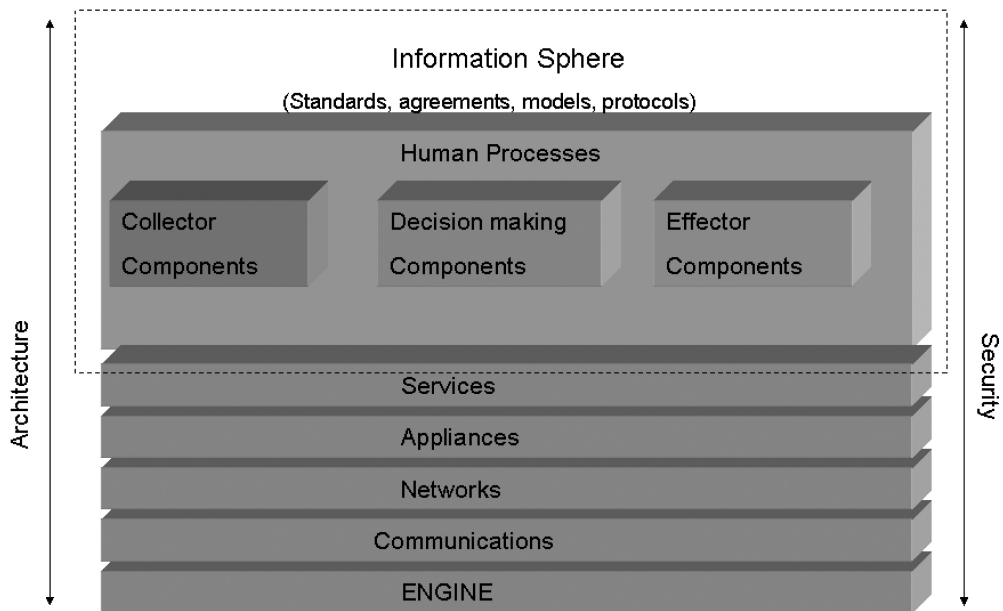 Information Sphere
(Standards, agreements, models, protocols)
Human Processes
Collector
Components
Decision making
Components
Effector
Components
Services
Appliances
Networks
Communications
ENGINE
Architecture
Security